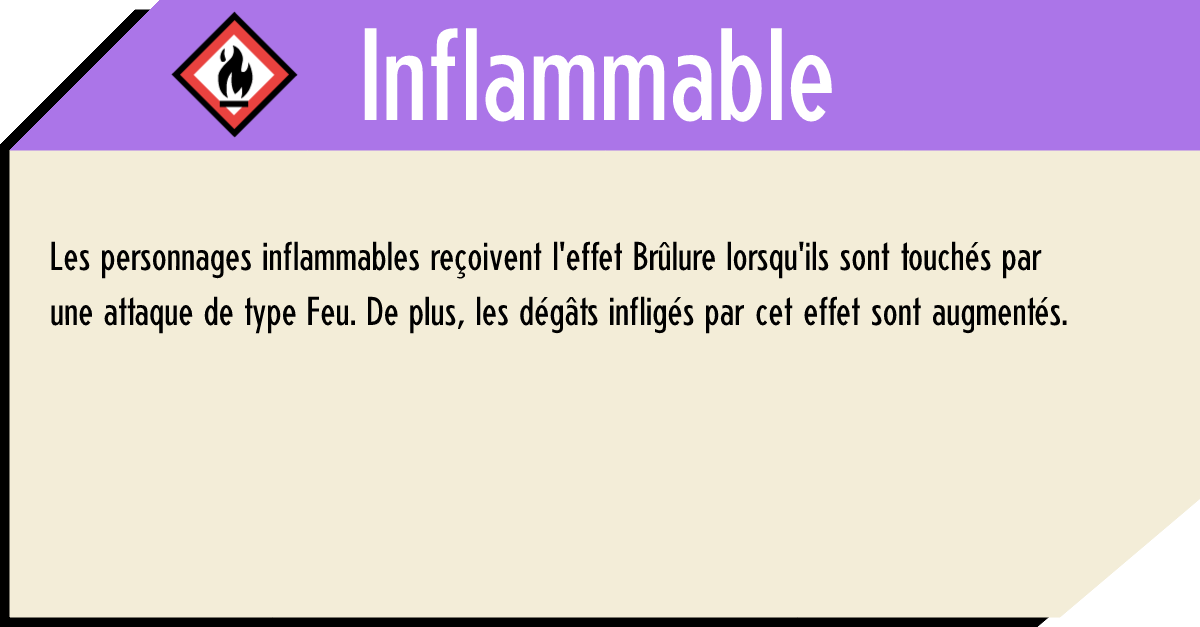 Inflammable
Les personnages inflammables reçoivent l'effet Brûlure lorsqu'ils sont touchés par
une attaque de type Feu. De plus, les dégâts infligés par cet effet sont augmentés.